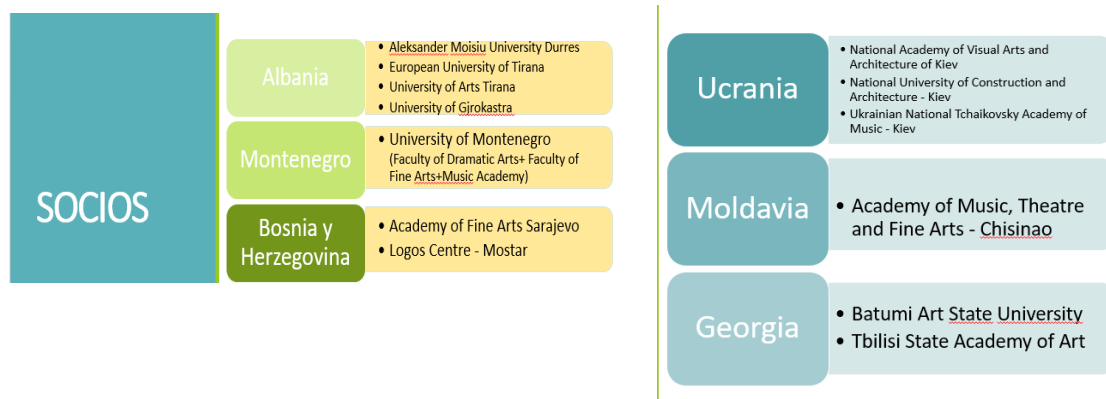 SOCIOS
Albania
• Aleksander Moisiu University Durres
• European University of Tirana
• University of Arts Tirana
• University of Gjrokastra
Montenegro
• University of Montenegro
(Faculty of Dramatic Arts+ Faculty of
Fine Arts+Music Academy)
Bosnia y
Herzegovina
• Academy of Fine Arts Sarajevo
• Logos Centre - Mostar
Ucrania
• National Academy of Visual Arts and
Architecture of Kiev
• National University of Construction and
Architecture - Kiev
• Ukrainian National Tchaikovsky Academy of
Music - Kiev
Moldavia
• Academy of Music, Theatre
and Fine Arts - Chisinao
Georgia
• Batumi Art State University
• Tbilisi State Academy of Art